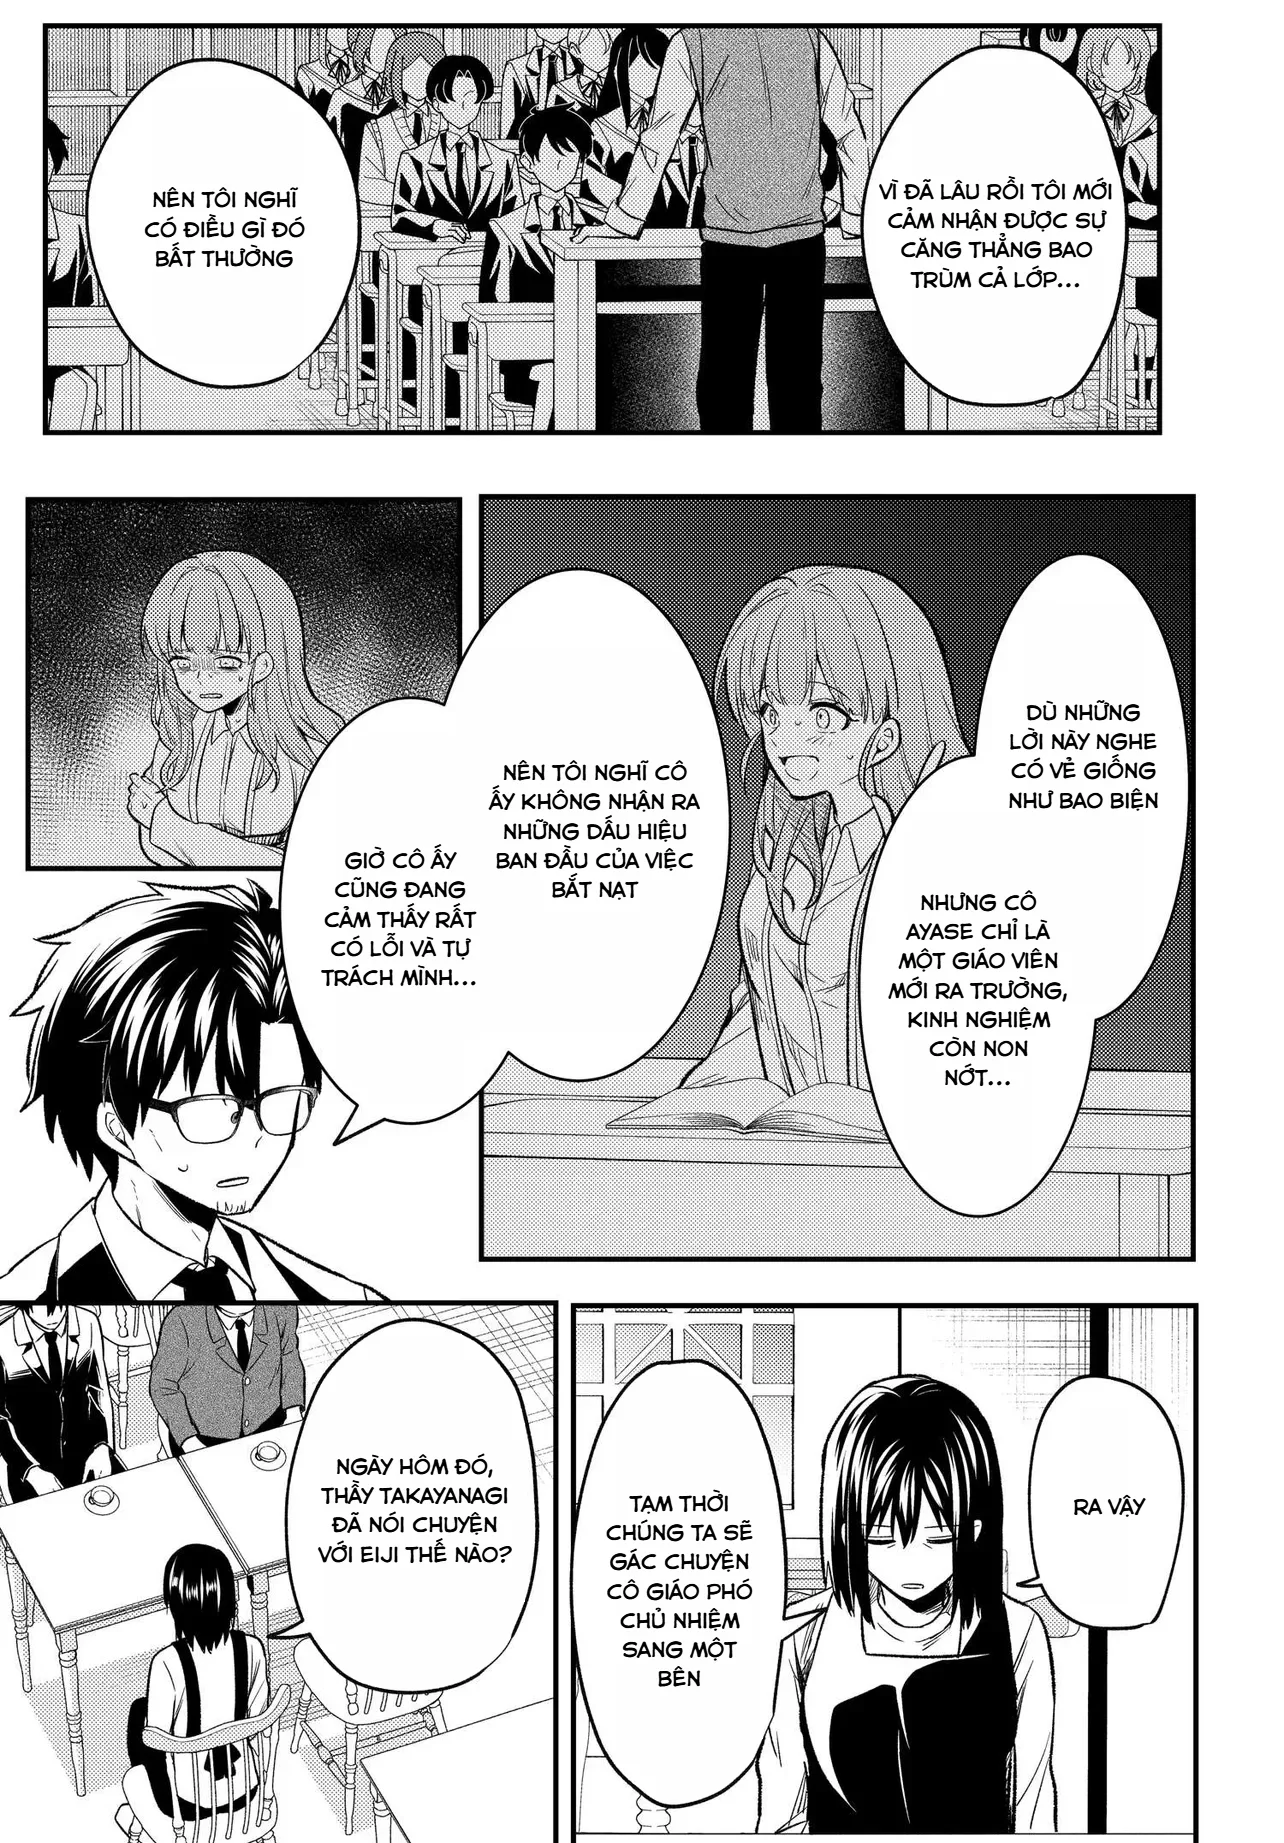 VÌ ĐÃ LÂU RỒI TÔI MỚI
CẢM NHẬN ĐƯỢC SỰ
CĂNG THẲNG BAO
TRÙM CẢ LỚP...
NÊN TÔI NGHĨ
CÓ ĐIỀU GÌ ĐÓ
BẤT THƯỜNG
DÙ NHỮNG
LỜI NÀY NGHE
CÓ VẺ GIỐNG
NHƯ BAO BIỆN
NHƯNG CÔ
AYASE CHỈ LÀ
MỘT GIÁO VIÊN
MỚI RA TRƯỜNG,
KINH NGHIỆM
CÒN NON
NỚT...
NÊN TÔI NGHĨ CÔ
ẤY KHÔNG NHẬN RA
NHỮNG DẤU HIỆU
BAN ĐẦU CỦA VIỆC
BẮT NẠT
GIỜ CÔ ẤY
CŨNG ĐANG
CẢM THẤY RẤT
CÓ LỖI VÀ TỰ
TRÁCH MÌNH...
RA VẬY
TẠM THỜI
CHÚNG TA SẼ
GÁC CHUYỆN
CÔ GIÁO PHÓ
CHỦ NHIỆM
SANG MỘT
BÊN
NGÀY HÔM ĐÓ,
THẦY TAKAYANAGI
ĐÃ NÓI CHUYỆN
VỚI EIJI THẾ NÀO?